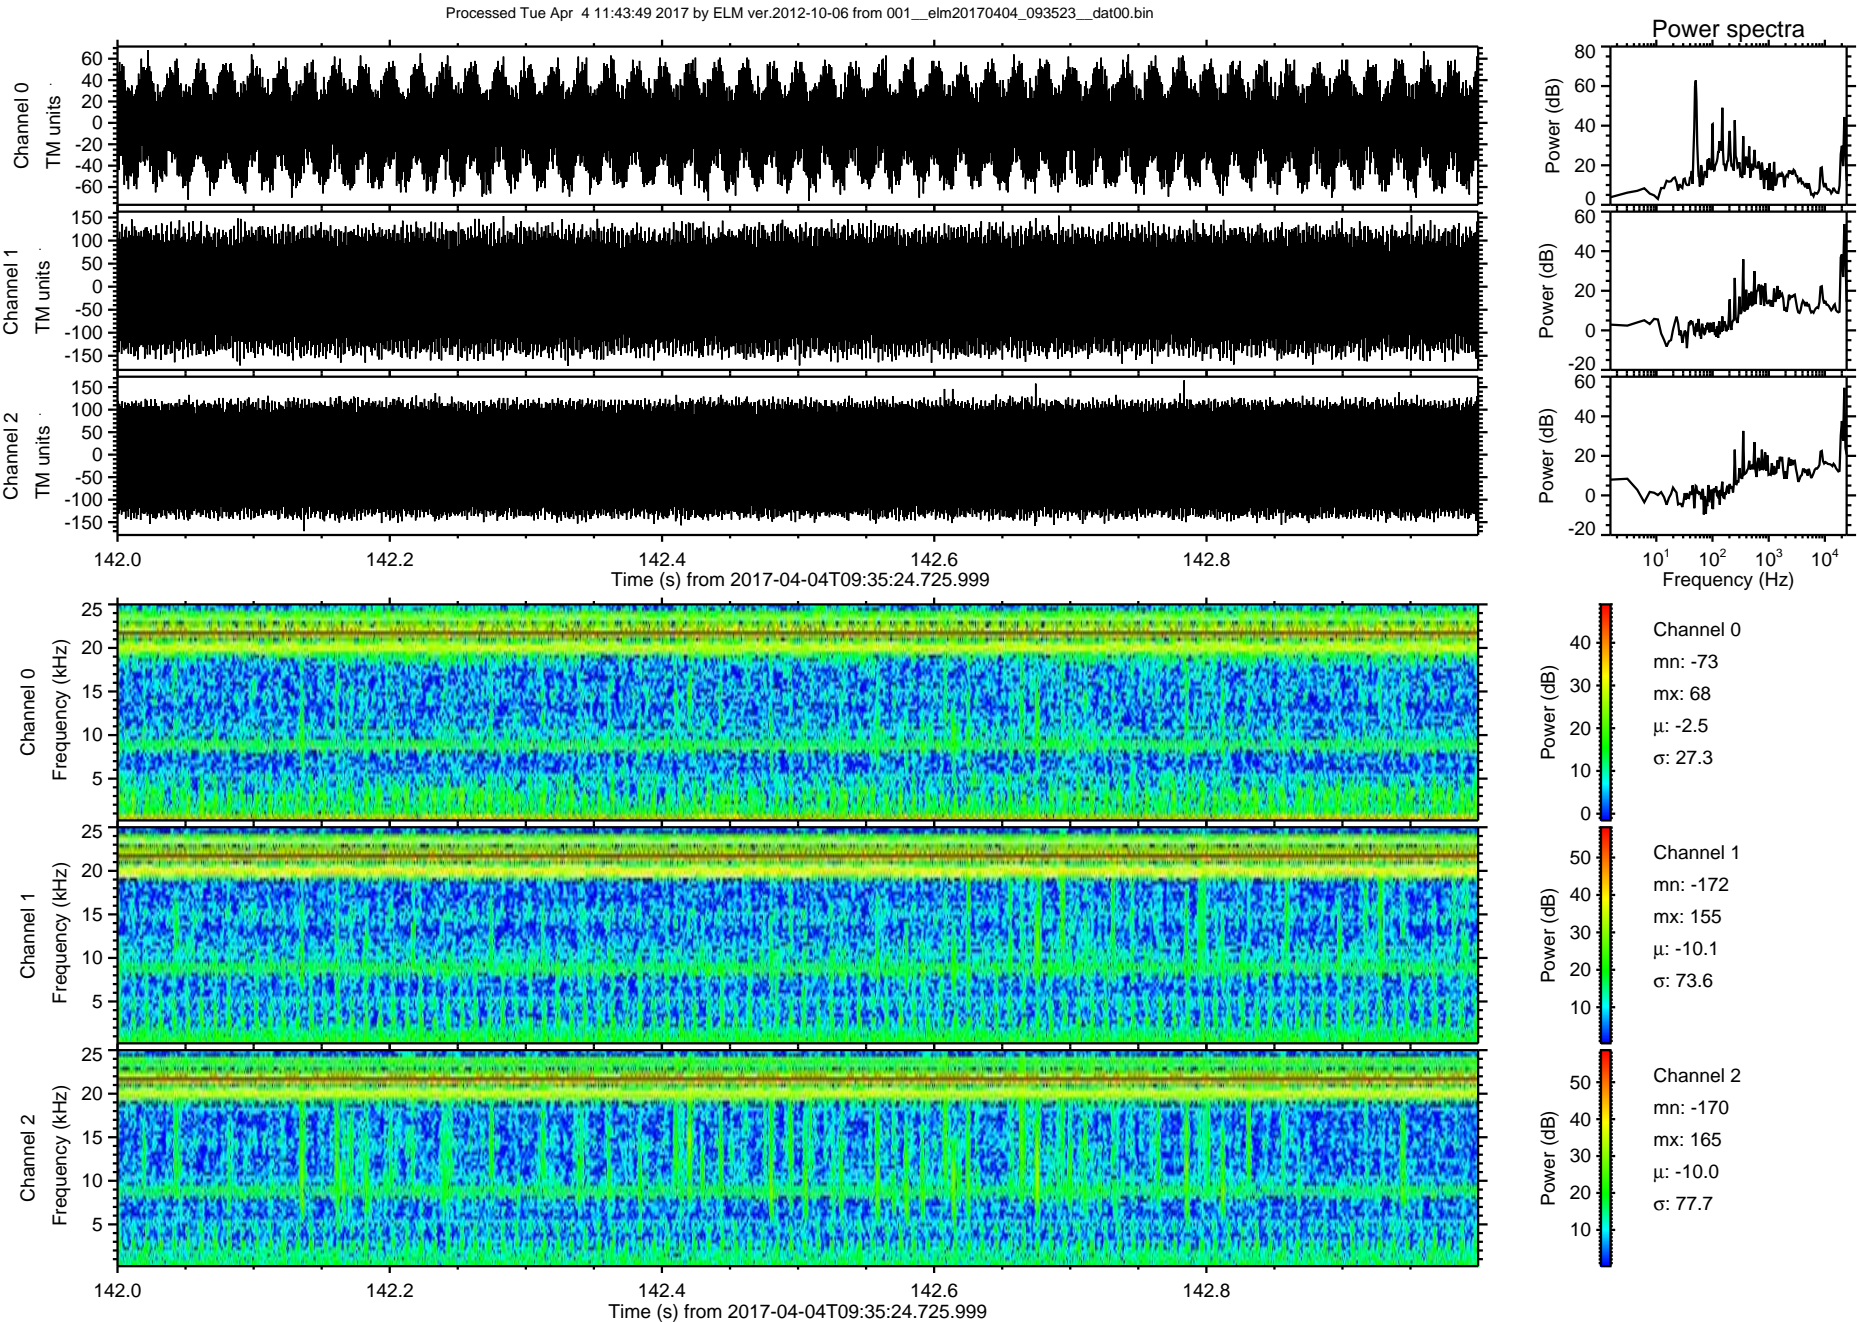 Processed Tue Apr  4 11:43:49 2017 by ELM ver.2012-10-06 from 001__elm20170404_093523__dat00.bin
Power spectra
Channel 0
TM units
60
40
20
0
-20
-40
-60
Power (dB)
80
60
40
20
0
Channel 1
TM units
150
100
50
0
-50
-100
-150
Power (dB)
60
40
20
0
-20
Channel 2
TM units
150
100
50
0
-50
-100
-150
Power (dB)
60
40
20
0
-20
142.0 142.2 142.4 142.6 142.8
Time (s) from 2017-04-04T09:35:24.725.999
10^1 10^2 10^3 10^4
Frequency (Hz)
Channel 0
Frequency (kHz)
25
20
15
10
5
Power (dB)
40
30
20
10
0
Channel 0
mn: -73
mx: 68
μ: -2.5
σ: 27.3
Channel 1
Frequency (kHz)
25
20
15
10
5
Power (dB)
50
40
30
20
10
Channel 1
mn: -172
mx: 155
μ: -10.1
σ: 73.6
Channel 2
Frequency (kHz)
25
20
15
10
5
Power (dB)
50
40
30
20
10
Channel 2
mn: -170
mx: 165
μ: -10.0
σ: 77.7
142.0 142.2 142.4 142.6 142.8
Time (s) from 2017-04-04T09:35:24.725.999